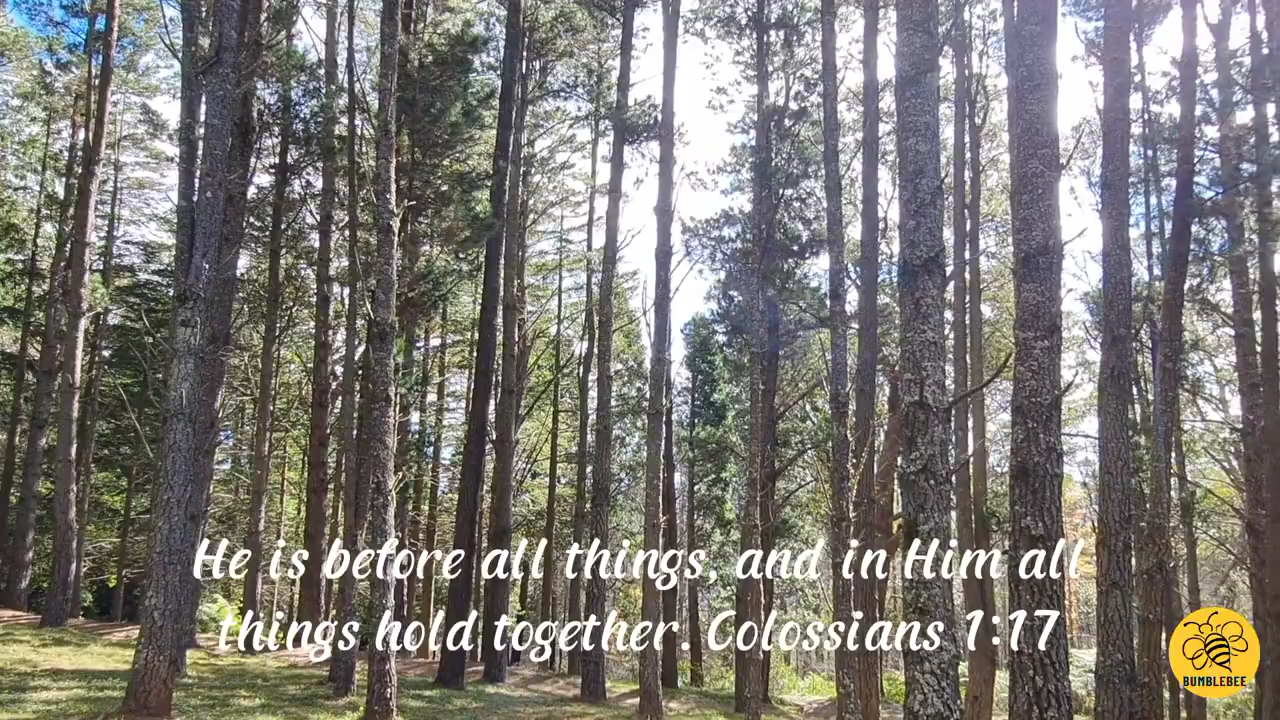 He is before all things, and in Him all
things hold together. Colossians 1:17
BUMBLEBEE